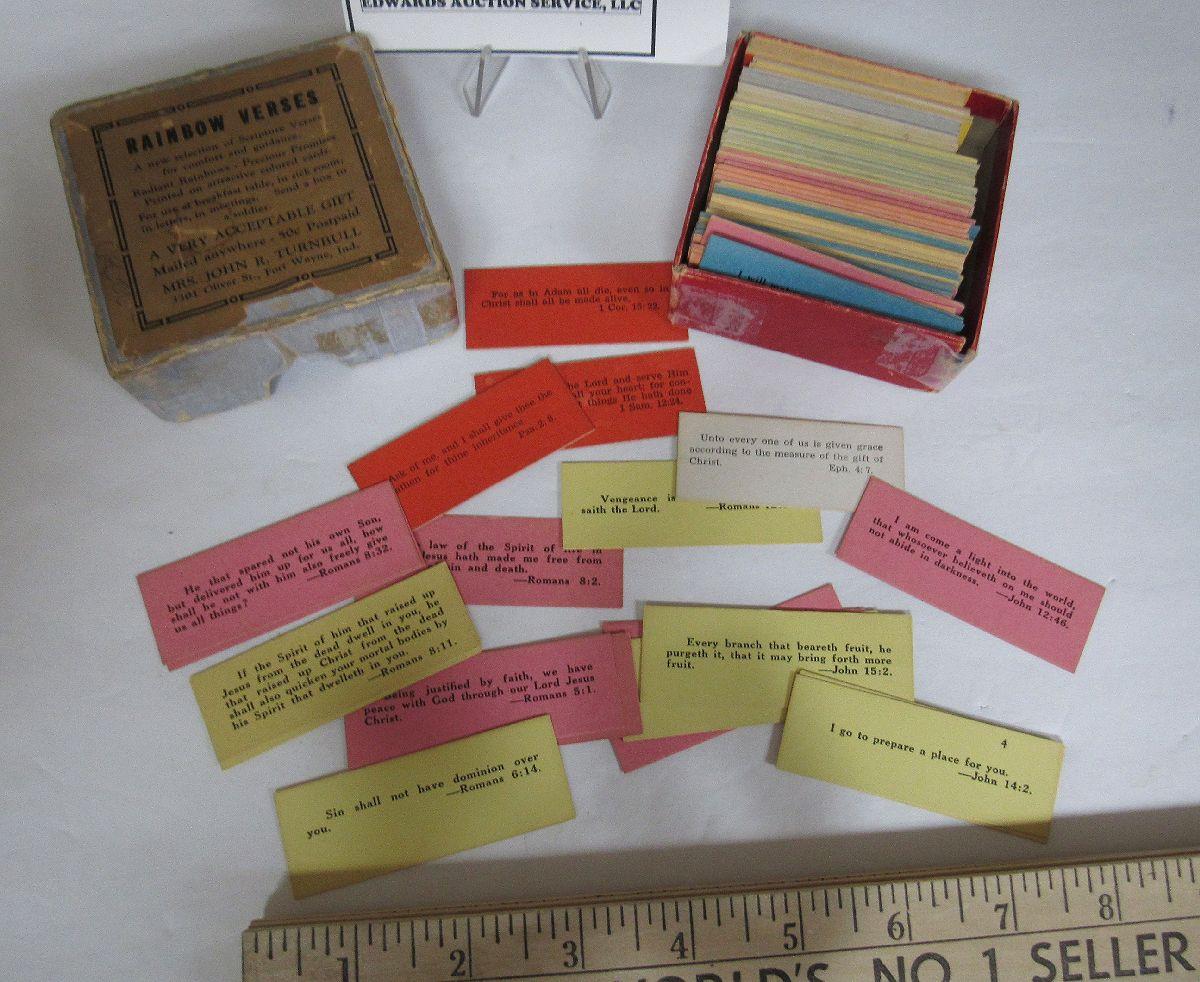 EDWARDS AUCTION SERVICE, LLC
RAINBOW VERSES
A new selection of Scripture Verses
for comfort and guidance.
Radiant Rainbows - Precious Promises
Printed on attractive colored cards.
For use at breakfast table, in sick room;
in letters, in meetings. Send a box to
a soldier.
A VERY ACCEPTABLE GIFT
Mailed anywhere - 50c Postpaid
MRS. JOHN R. TURNBULL
Oliver St., Fort Wayne, Ind.
I will
For as in Adam all die, even so in
Christ shall all be made alive.
1 Cor. 15:22.
he Lord and serve Him
ll your heart; for con-
t things He hath done
1 Sam. 12:24.
Ask of me, and I shall give thee the
athen for thine inheritance
Psa. 2. 8.
Unto every one of us is given grace
according to the measure of the gift of
Christ. Eph. 4: 7.
Vengeance is
saith the Lord. —Romans
He that spared not his own Son,
but delivered him up for us all, how
shall he not with him also freely give
us all things? —Romans 8:32.
law of the Spirit of life in
Jesus hath made me free from
in and death.
—Romans 8:2.
I am come a light into the world,
that whosoever believeth on me should
not abide in darkness.
—John 12:46.
If the Spirit of him that raised up
Jesus from the dead dwell in you, he
that raised up Christ from the dead
shall also quicken your mortal bodies by
his Spirit that dwelleth in you.
—Romans 8:11.
Being justified by faith, we have
peace with God through our Lord Jesus
Christ. —Romans 5:1.
Every branch that beareth fruit, he
purgeth it, that it may bring forth more
fruit. —John 15:2.
4
I go to prepare a place for you.
—John 14:2.
Sin shall not have dominion over
you. —Romans 6:14.
1 2 3 4 5 6 7 8
WORLD'S NO 1 SELLER